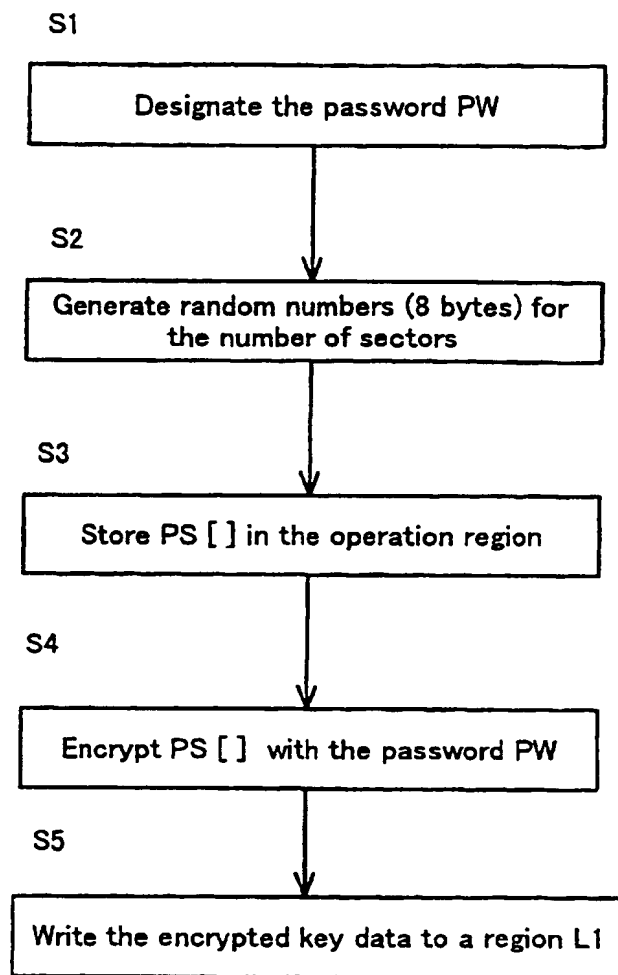 S1
Designate the password PW
S2
Generate random numbers (8 bytes) for
the number of sectors
S3
Store PS [ ] in the operation region
S4
Encrypt PS [ ] with the password PW
S5
Write the encrypted key data to a region L1